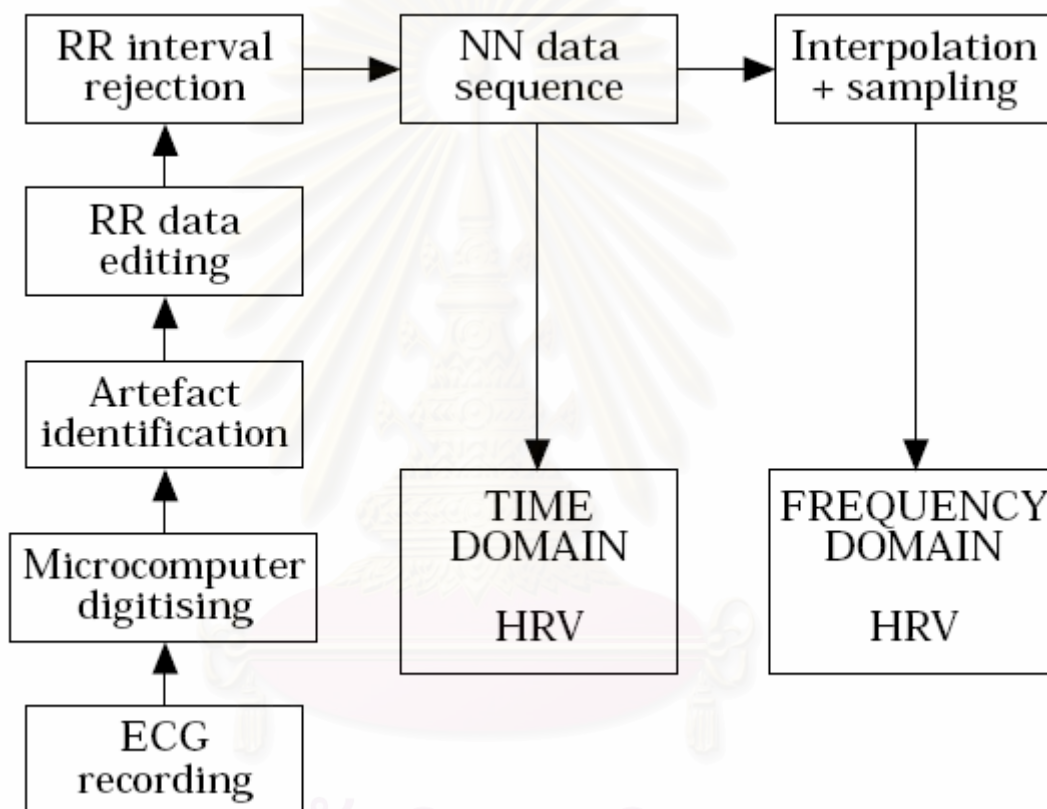 RR interval
rejection
NN data
sequence
Interpolation
+ sampling
RR data
editing
Artefact
identification
TIME
DOMAIN
HRV
FREQUENCY
DOMAIN
HRV
Microcomputer
digitising
ECG
recording